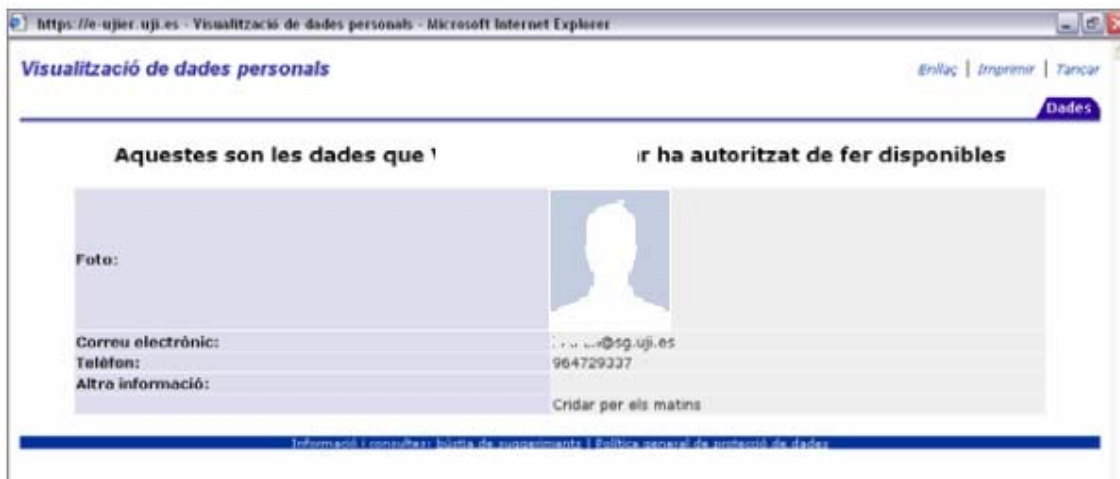 https://e-ujier.uji.es - Visualització de dades personals - Microsoft Internet Explorer
Visualització de dades personals
Enllaç | Imprimir | Tancar
Dades
Aquestes son les dades que ha autoritzat de fer disponibles
Foto:
Correu electrònic: @sg.uji.es
Telèfon: 964729337
Altra informació:
Cridar per els matins
Informació i consultes: bústia de suggeriments | Política general de protecció de dades